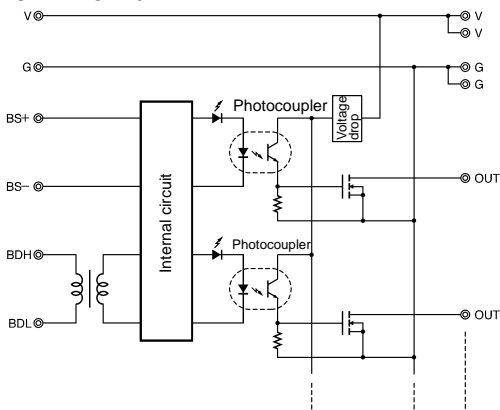 V
V
V
G
G
G
BS+
Photocoupler
Voltage drop
BS−
OUT
Internal circuit
BDH
Photocoupler
BDL
OUT